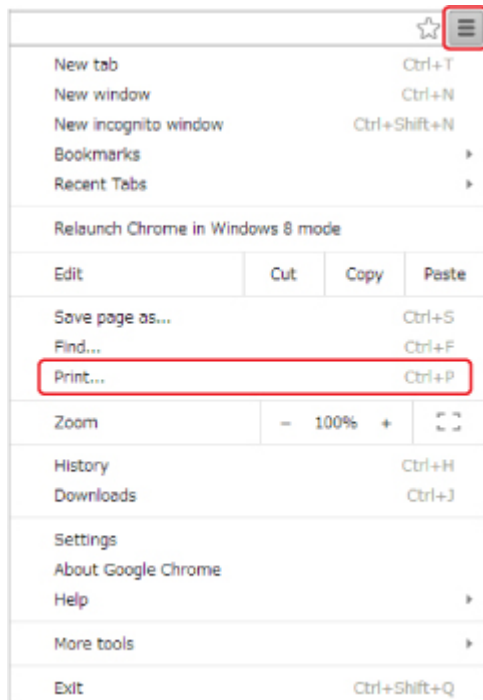 New tab Ctrl+T
New window Ctrl+N
New incognito window Ctrl+Shift+N
Bookmarks
Recent Tabs
Relaunch Chrome in Windows 8 mode
Edit Cut Copy Paste
Save page as... Ctrl+S
Find... Ctrl+F
Print... Ctrl+P
Zoom − 100% +
History Ctrl+H
Downloads Ctrl+J
Settings
About Google Chrome
Help
More tools
Exit Ctrl+Shift+Q